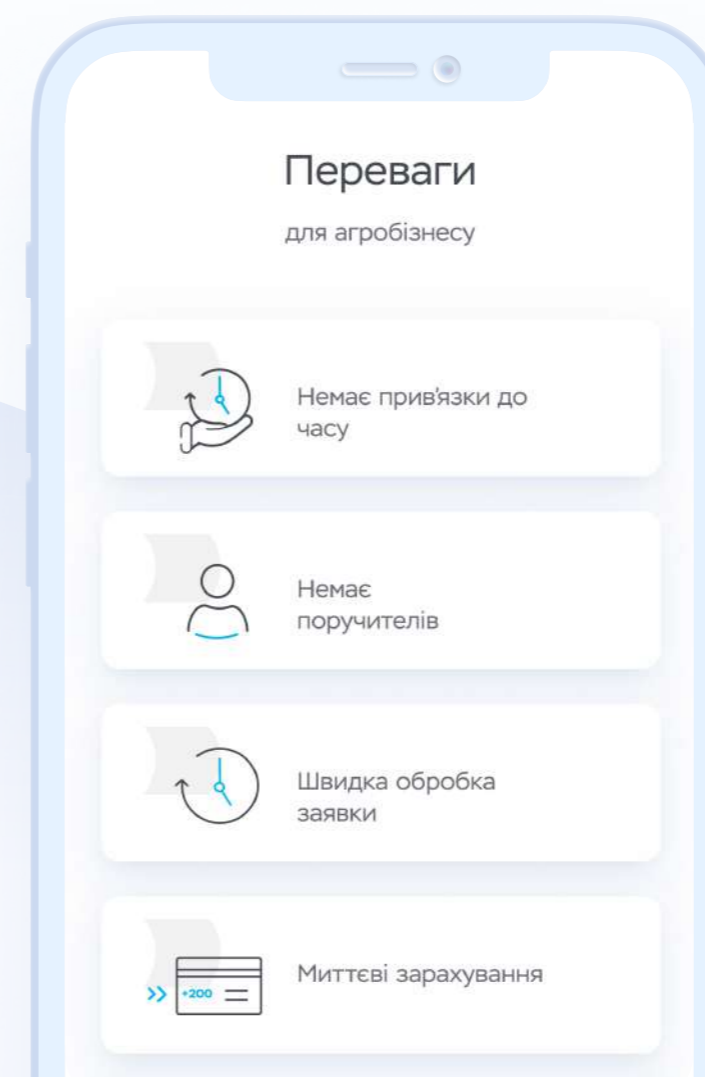 Переваги
для агробізнесу
Немає прив'язки до
часу
Немає
поручителів
Швидка обробка
заявки
Миттєві зарахування
+200